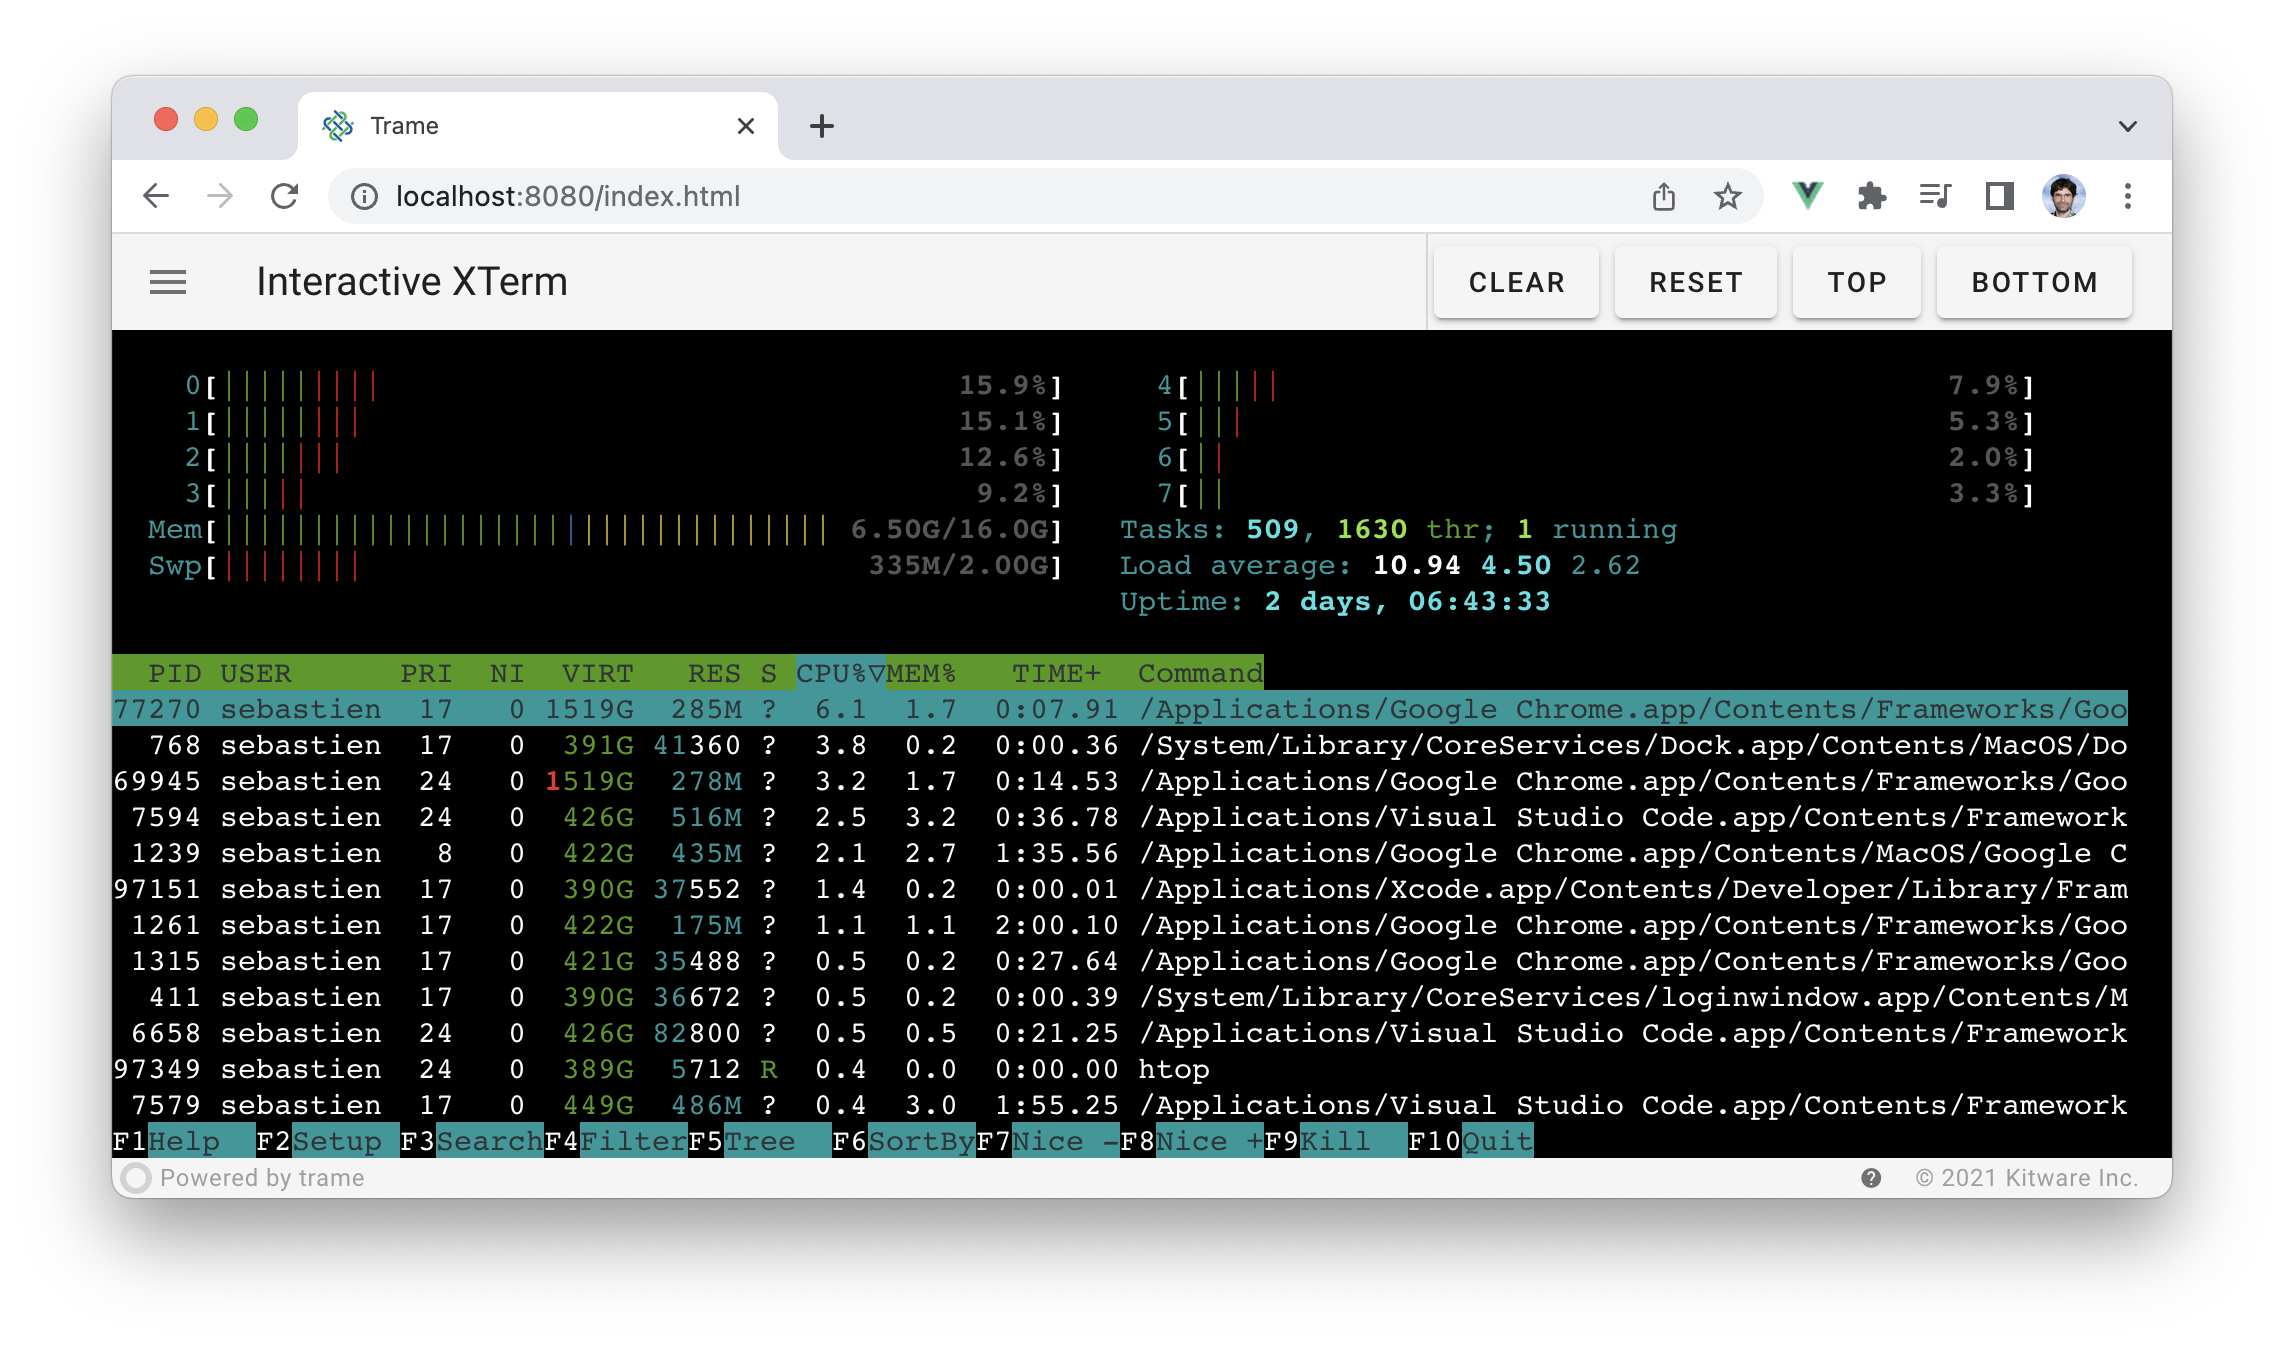 Trame
localhost:8080/index.html
Interactive XTerm CLEAR RESET TOP BOTTOM
0[||||||||| 15.9%] 4[||||| 7.9%]
1[|||||||| 15.1%] 5[||| 5.3%]
2[||||||| 12.6%] 6[|| 2.0%]
3[||||| 9.2%] 7[|| 3.3%]
Mem[|||||||||||||||||||||||||||||||||| 6.50G/16.0G] Tasks: 509, 1630 thr; 1 running
Swp[|||||||| 335M/2.00G] Load average: 10.94 4.50 2.62
Uptime: 2 days, 06:43:33
PID USER PRI NI VIRT RES S CPU%▽MEM% TIME+ Command
77270 sebastien 17 0 1519G 285M ? 6.1 1.7 0:07.91 /Applications/Google Chrome.app/Contents/Frameworks/Goo
768 sebastien 17 0 391G 41360 ? 3.8 0.2 0:00.36 /System/Library/CoreServices/Dock.app/Contents/MacOS/Do
69945 sebastien 24 0 1519G 278M ? 3.2 1.7 0:14.53 /Applications/Google Chrome.app/Contents/Frameworks/Goo
7594 sebastien 24 0 426G 516M ? 2.5 3.2 0:36.78 /Applications/Visual Studio Code.app/Contents/Framework
1239 sebastien 8 0 422G 435M ? 2.1 2.7 1:35.56 /Applications/Google Chrome.app/Contents/MacOS/Google C
97151 sebastien 17 0 390G 37552 ? 1.4 0.2 0:00.01 /Applications/Xcode.app/Contents/Developer/Library/Fram
1261 sebastien 17 0 422G 175M ? 1.1 1.1 2:00.10 /Applications/Google Chrome.app/Contents/Frameworks/Goo
1315 sebastien 17 0 421G 35488 ? 0.5 0.2 0:27.64 /Applications/Google Chrome.app/Contents/Frameworks/Goo
411 sebastien 17 0 390G 36672 ? 0.5 0.2 0:00.39 /System/Library/CoreServices/loginwindow.app/Contents/M
6658 sebastien 24 0 426G 82800 ? 0.5 0.5 0:21.25 /Applications/Visual Studio Code.app/Contents/Framework
97349 sebastien 24 0 389G 5712 R 0.4 0.0 0:00.00 htop
7579 sebastien 17 0 449G 486M ? 0.4 3.0 1:55.25 /Applications/Visual Studio Code.app/Contents/Framework
F1Help F2Setup F3SearchF4FilterF5Tree F6SortByF7Nice -F8Nice +F9Kill F10Quit
Powered by trame © 2021 Kitware Inc.